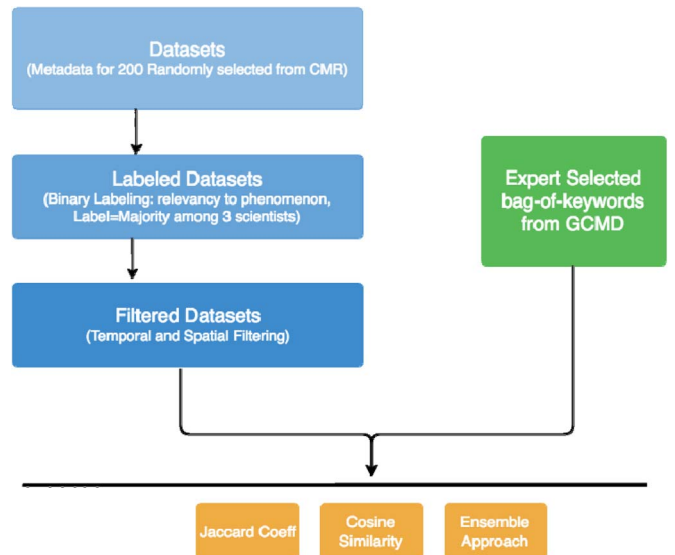 Datasets
(Metadata for 200 Randomly selected from CMR)
Labeled Datasets
(Binary Labeling: relevancy to phenomenon,
Label=Majority among 3 scientists)
Expert Selected
bag-of-keywords
from GCMD
Filtered Datasets
(Temporal and Spatial Filtering)
Jaccard Coeff
Cosine
Similarity
Ensemble
Approach